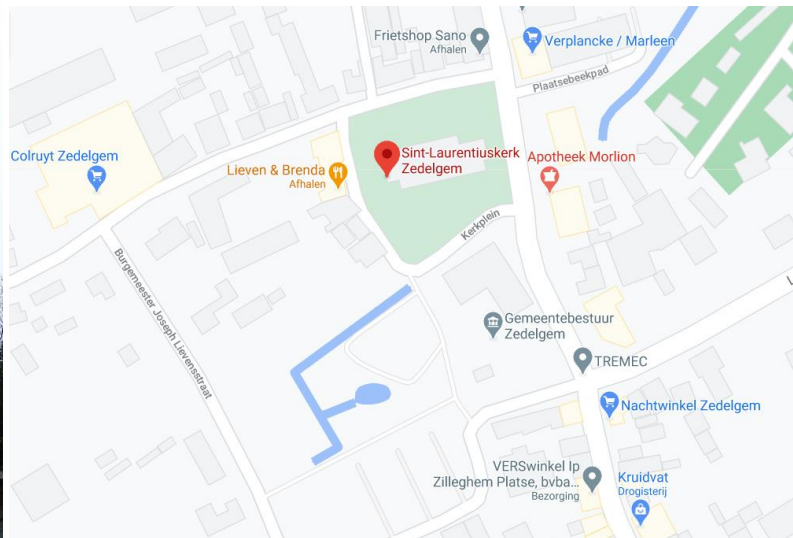 Frietshop Sano
Afhalen
Verplancke / Marleen
Plaatsebeekpad
Colruyt Zedelgem
Lieven & Brenda
Afhalen
Sint-Laurentiuskerk
Zedelgem
Apotheek Morlion
Kerkplein
Burgemeester Joseph Lievensstraat
Gemeentebestuur
Zedelgem
TREMEC
Nachtwinkel Zedelgem
VERSwinkel Ip
Zilleghem Platse, bvba...
Bezorging
Kruidvat
Drogisterij